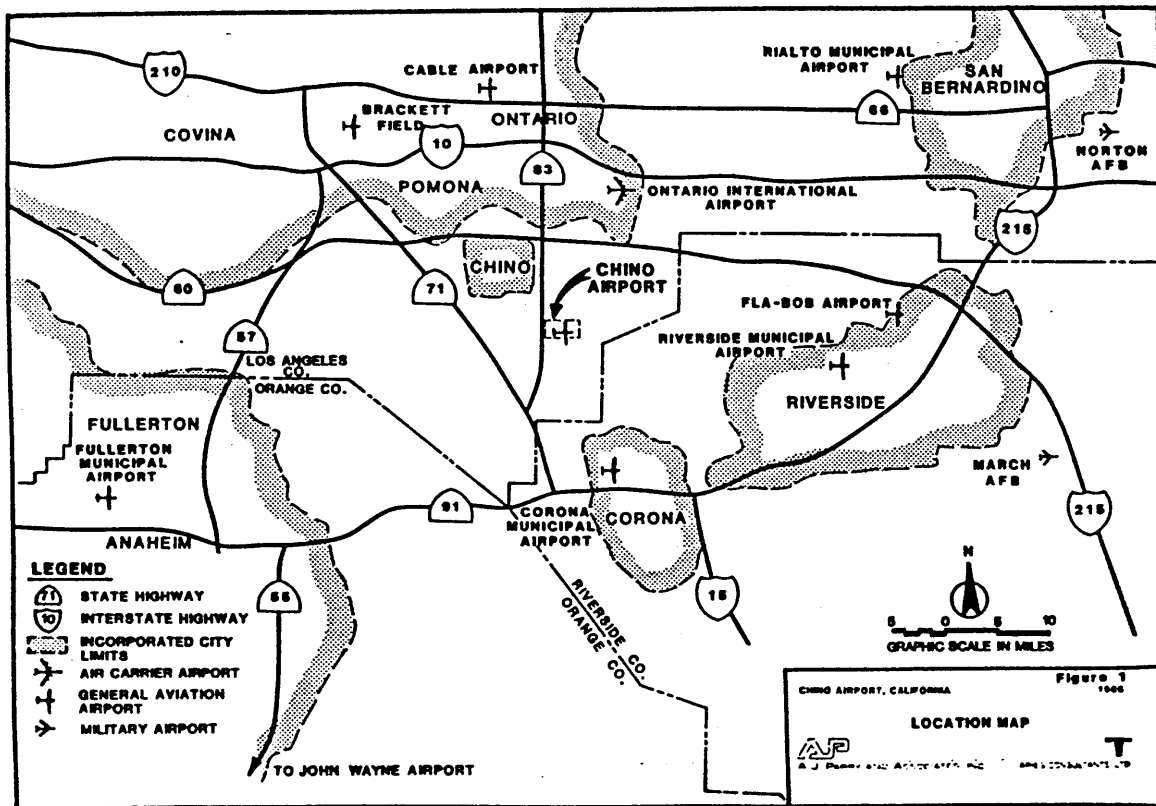 210
CABLE AIRPORT
RIALTO MUNICIPAL
AIRPORT
SAN
BERNARDINO
BRACKETT
FIELD
ONTARIO
66
COVINA
10
NORTON
AFB
83
POMONA
ONTARIO INTERNATIONAL
AIRPORT
215
CHINO
CHINO
AIRPORT
60
71
FLA-BOB AIRPORT
57
RIVERSIDE MUNICIPAL
AIRPORT
LOS ANGELES
CO.
ORANGE CO.
RIVERSIDE
FULLERTON
FULLERTON
MUNICIPAL
AIRPORT
MARCH
AFB
91
CORONA
MUNICIPAL
AIRPORT
CORONA
215
ANAHEIM
LEGEND
71 STATE HIGHWAY
10 INTERSTATE HIGHWAY
INCORPORATED CITY
LIMITS
AIR CARRIER AIRPORT
GENERAL AVIATION
AIRPORT
MILITARY AIRPORT
55
15
RIVERSIDE CO.
ORANGE CO.
N
5 0 5 10
GRAPHIC SCALE IN MILES
TO JOHN WAYNE AIRPORT
CHINO AIRPORT, CALIFORNIA
Figure 1
LOCATION MAP
AJP
A. J. PERRY AND ASSOCIATES, INC.